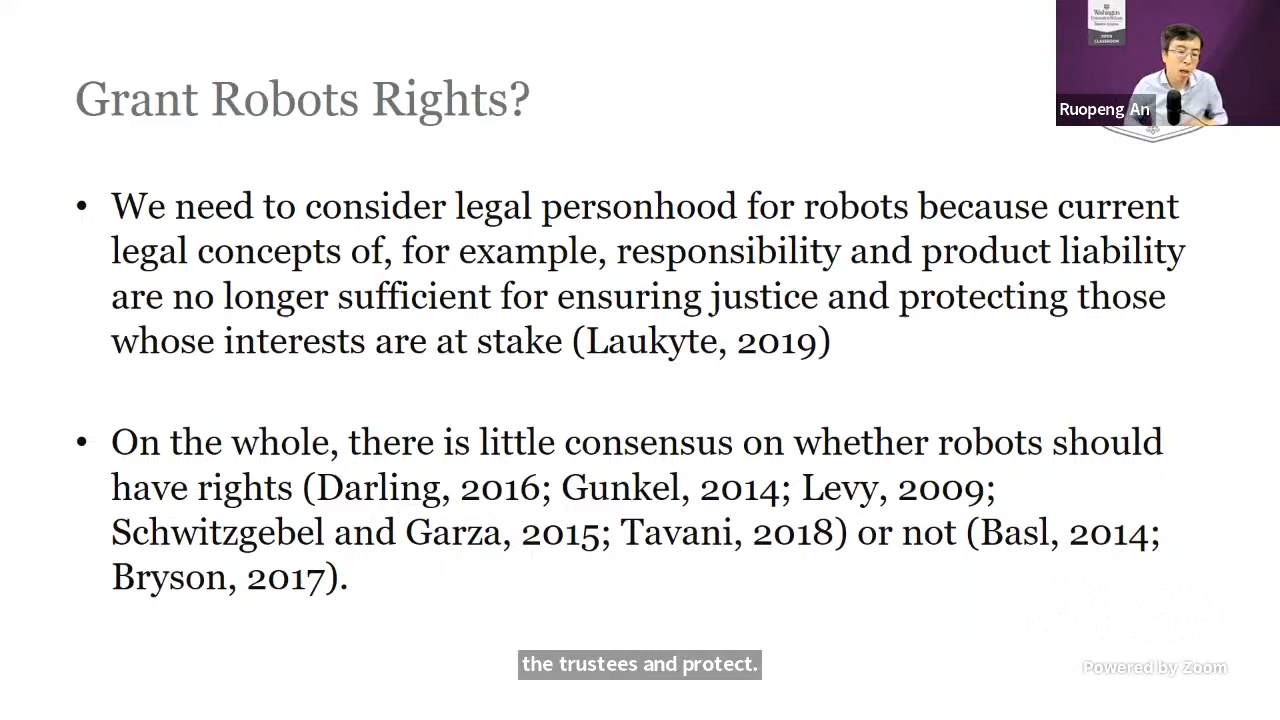 Washington
OPEN
CLASSROOM
Ruopeng An
Grant Robots Rights?
• We need to consider legal personhood for robots because current
legal concepts of, for example, responsibility and product liability
are no longer sufficient for ensuring justice and protecting those
whose interests are at stake (Laukyte, 2019)
• On the whole, there is little consensus on whether robots should
have rights (Darling, 2016; Gunkel, 2014; Levy, 2009;
Schwitzgebel and Garza, 2015; Tavani, 2018) or not (Basl, 2014;
Bryson, 2017).
the trustees and protect.
Powered by Zoom